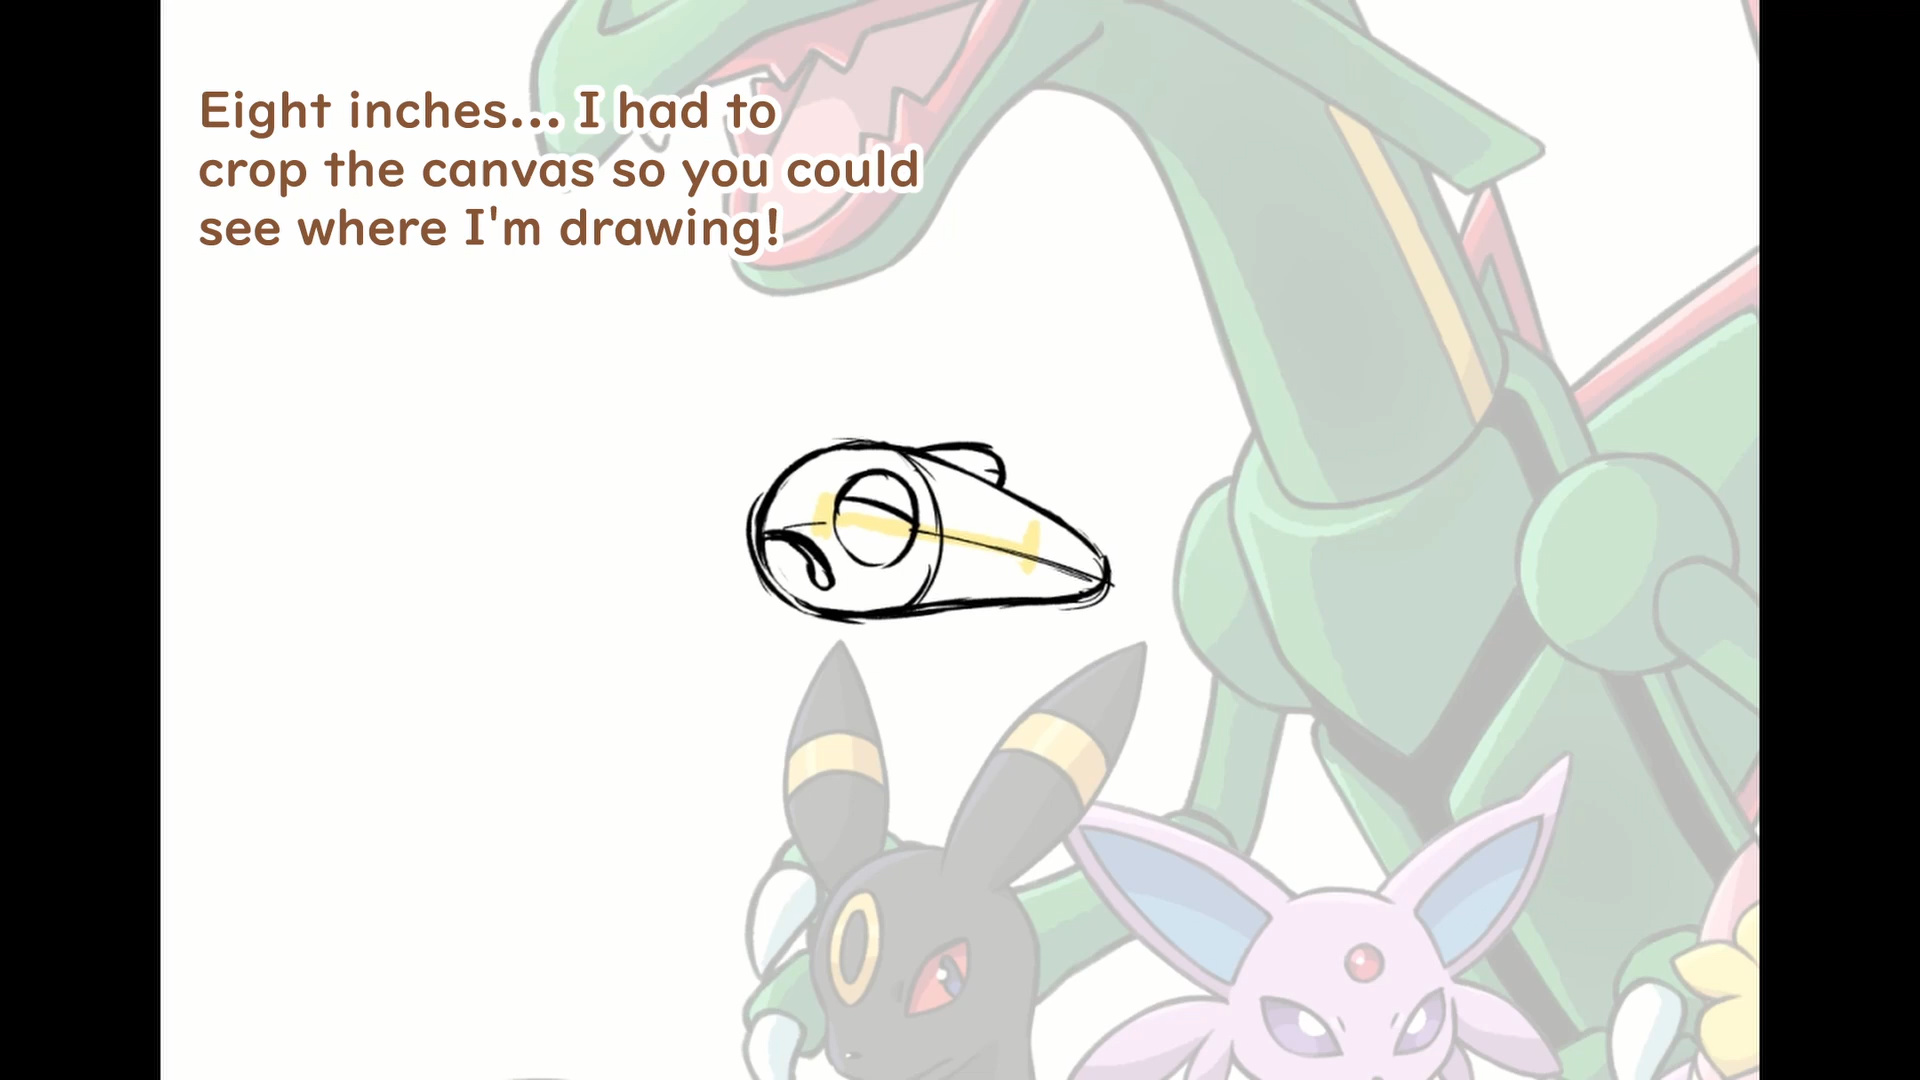 Eight inches... I had to
crop the canvas so you could
see where I'm drawing!